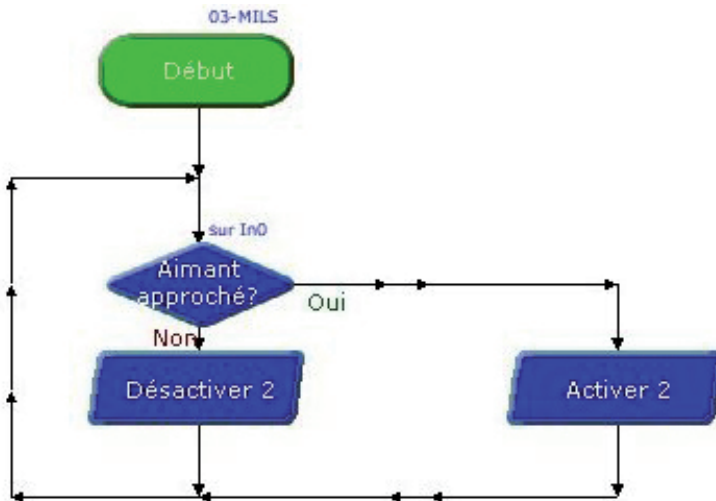 03-MILS
Début
sur In0
Aimant
approché?
Oui
Non
Désactiver 2
Activer 2